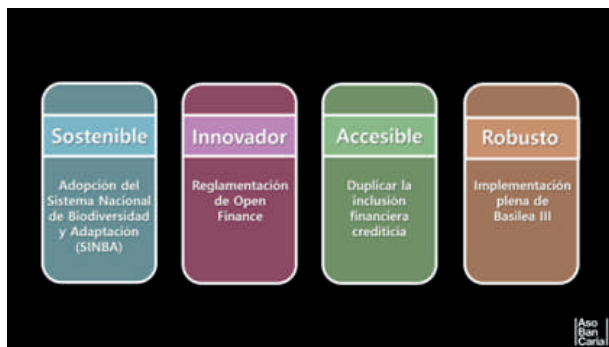 Sostenible
Adopción del
Sistema Nacional
de Biodiversidad
y Adaptación
(SINBA)
Innovador
Reglamentación
de Open
Finance
Accesible
Duplicar la
inclusión
financiera
crediticia
Robusto
Implementación
plena de
Basilea III
Aso
Ban
Caria